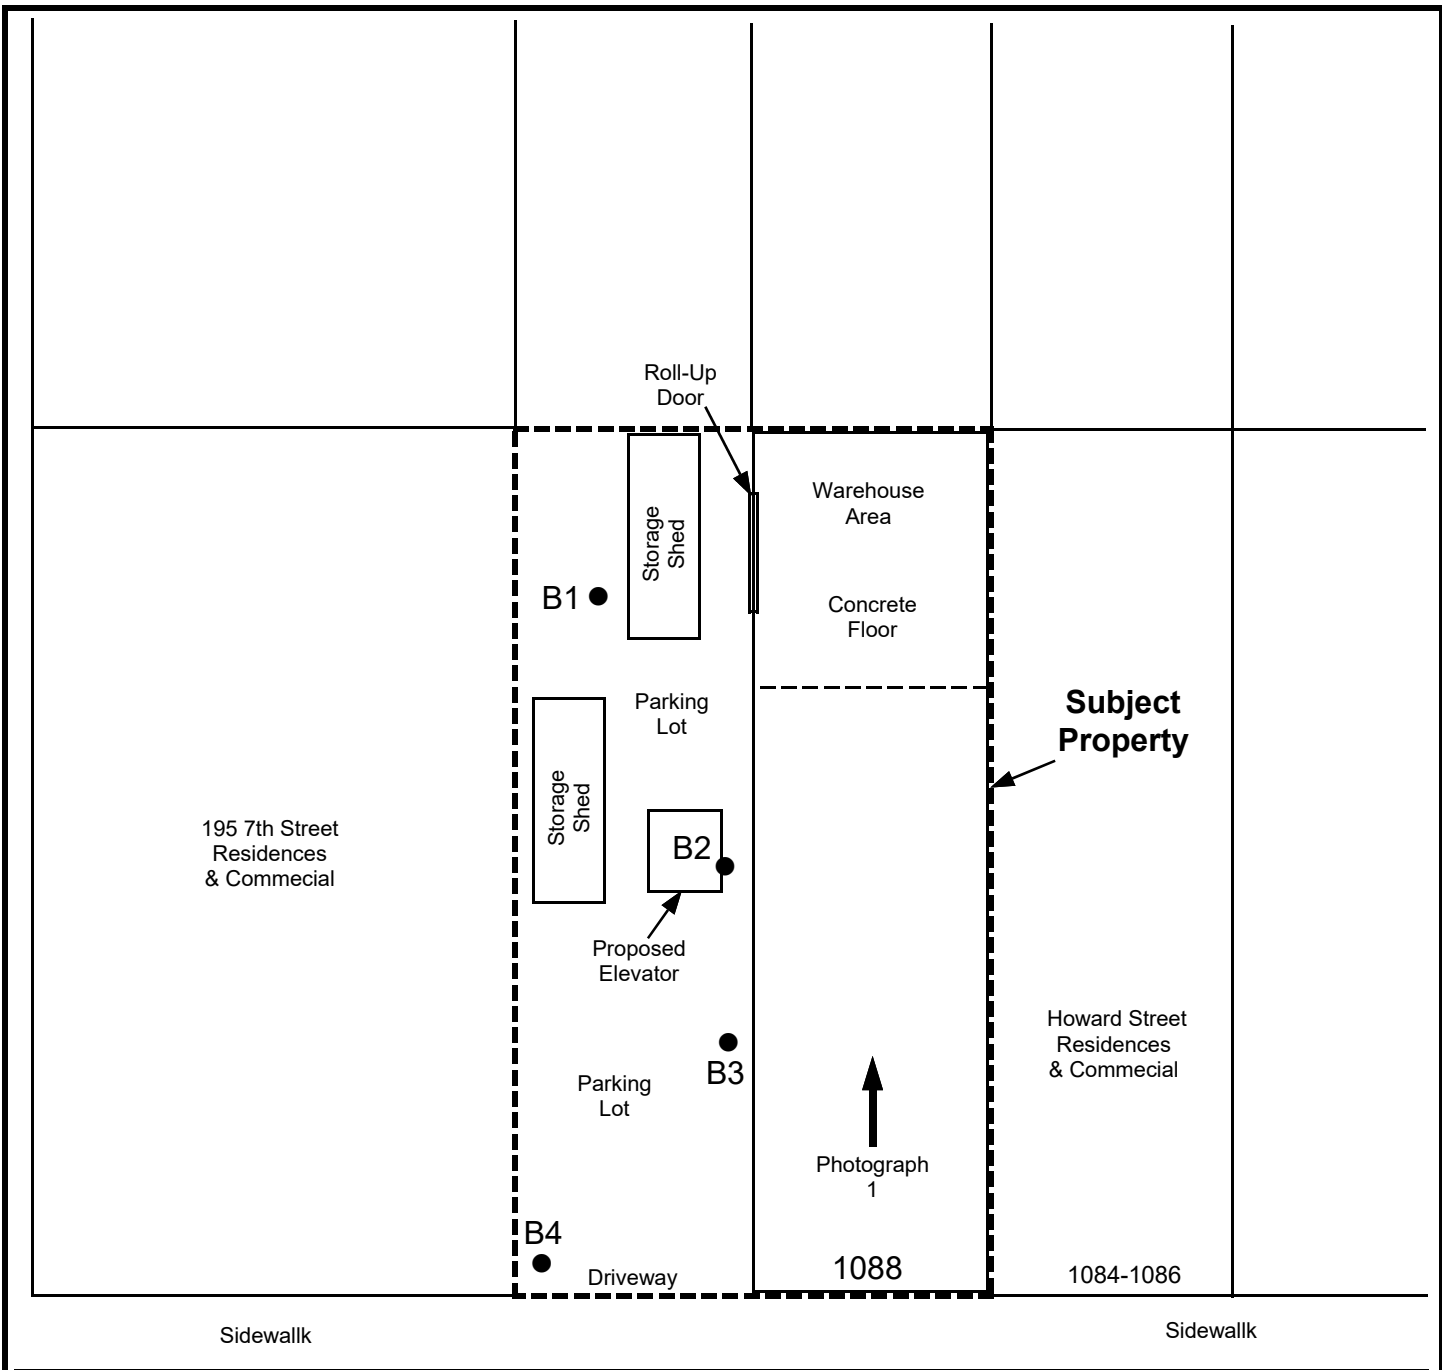 Roll-Up
Door
Warehouse
Area
Storage
Shed
B1
Concrete
Floor
Parking
Lot
Subject
Property
Storage
Shed
195 7th Street
Residences
& Commecial
B2
Proposed
Elevator
Howard Street
Residences
& Commecial
B3
Parking
Lot
Photograph
1
B4
Driveway
1088
1084-1086
Sidewallk
Sidewallk